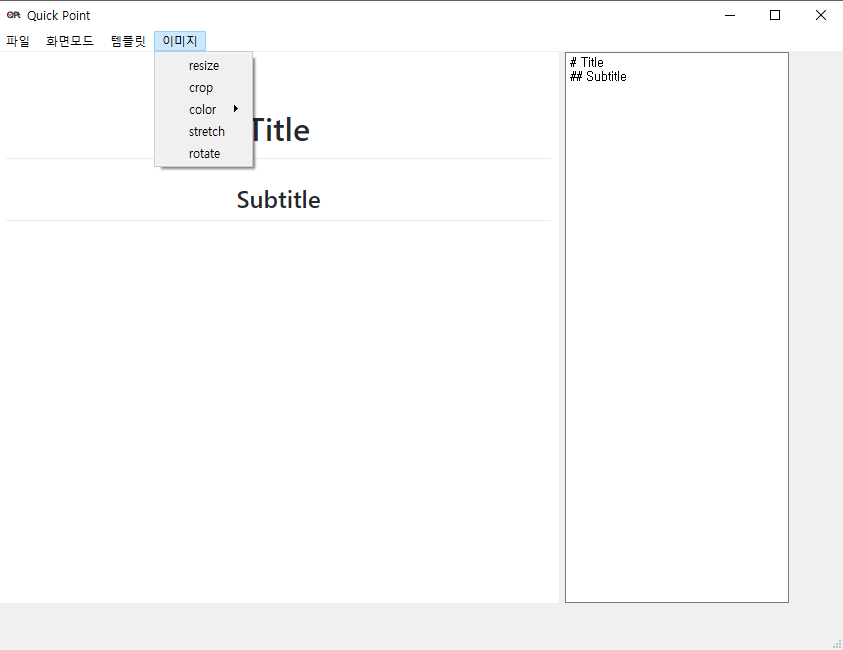 QPt Quick Point
파일 화면모드 템플릿 이미지
resize
crop
color
stretch
rotate
Title
Subtitle
# Title
## Subtitle